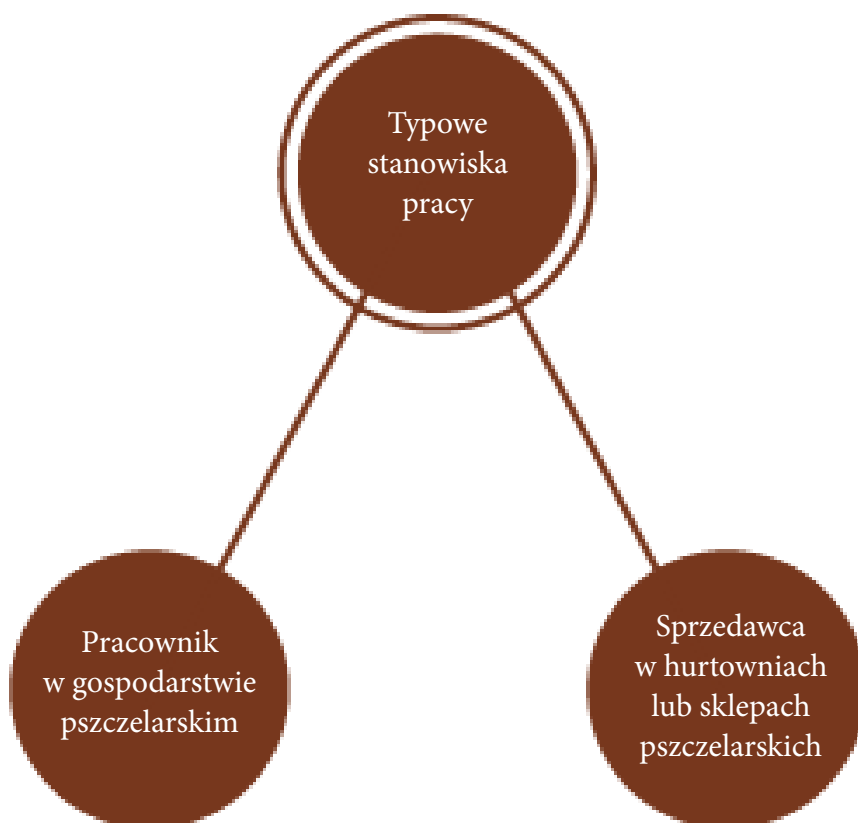 Typowe
stanowiska
pracy
Pracownik
w gospodarstwie
pszczelarskim
Sprzedawca
w hurtowniach
lub sklepach
pszczelarskich